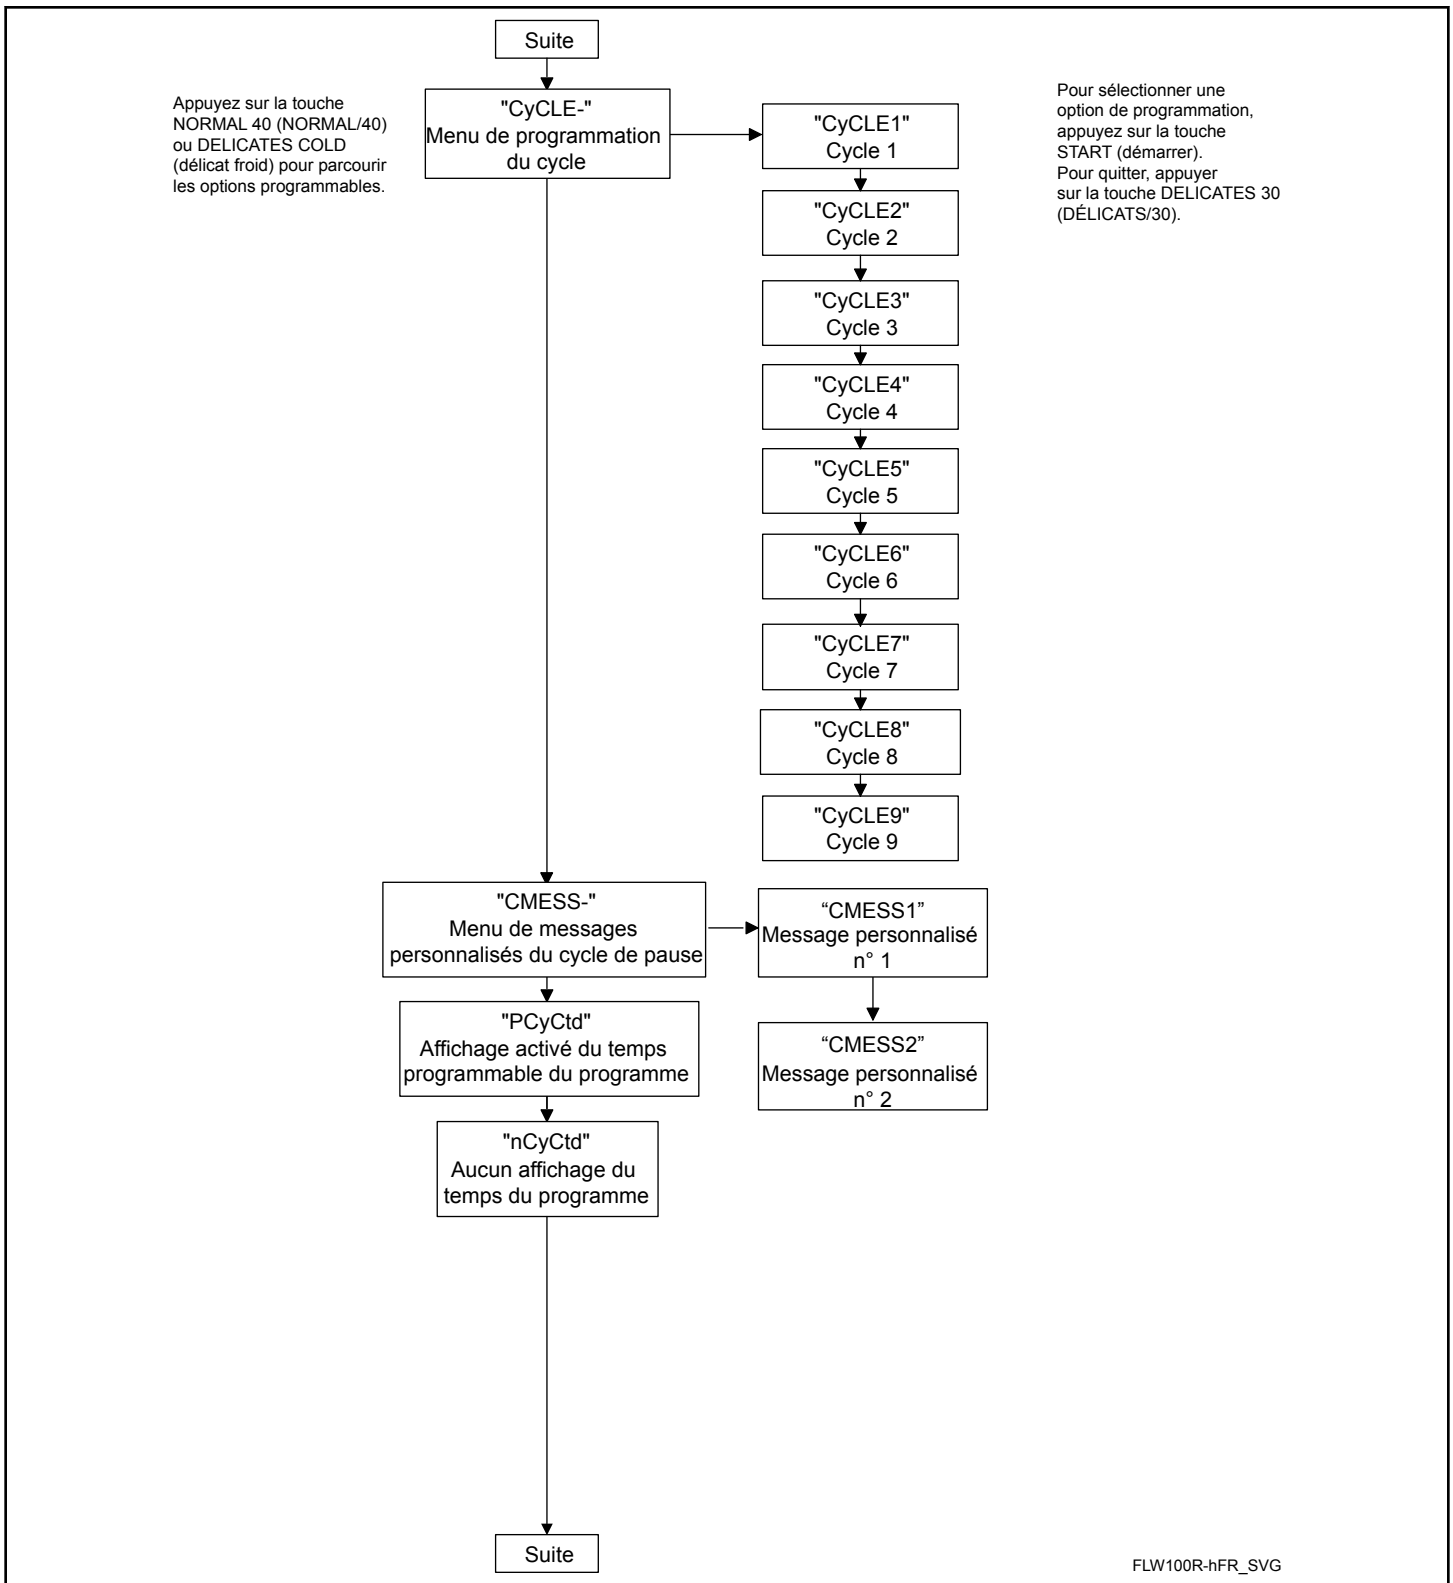 Suite
Appuyez sur la touche
NORMAL 40 (NORMAL/40)
ou DELICATES COLD
(délicat froid) pour parcourir
les options programmables.
"CyCLE-"
Menu de programmation
du cycle
Pour sélectionner une
option de programmation,
appuyez sur la touche
START (démarrer).
Pour quitter, appuyer
sur la touche DELICATES 30
(DÉLICATS/30).
"CyCLE1"
Cycle 1
"CyCLE2"
Cycle 2
"CyCLE3"
Cycle 3
"CyCLE4"
Cycle 4
"CyCLE5"
Cycle 5
"CyCLE6"
Cycle 6
"CyCLE7"
Cycle 7
"CyCLE8"
Cycle 8
"CyCLE9"
Cycle 9
"CMESS-"
Menu de messages
personnalisés du cycle de pause
“CMESS1”
Message personnalisé
n° 1
"PCyCtd"
Affichage activé du temps
programmable du programme
“CMESS2”
Message personnalisé
n° 2
"nCyCtd"
Aucun affichage du
temps du programme
Suite
FLW100R-hFR_SVG